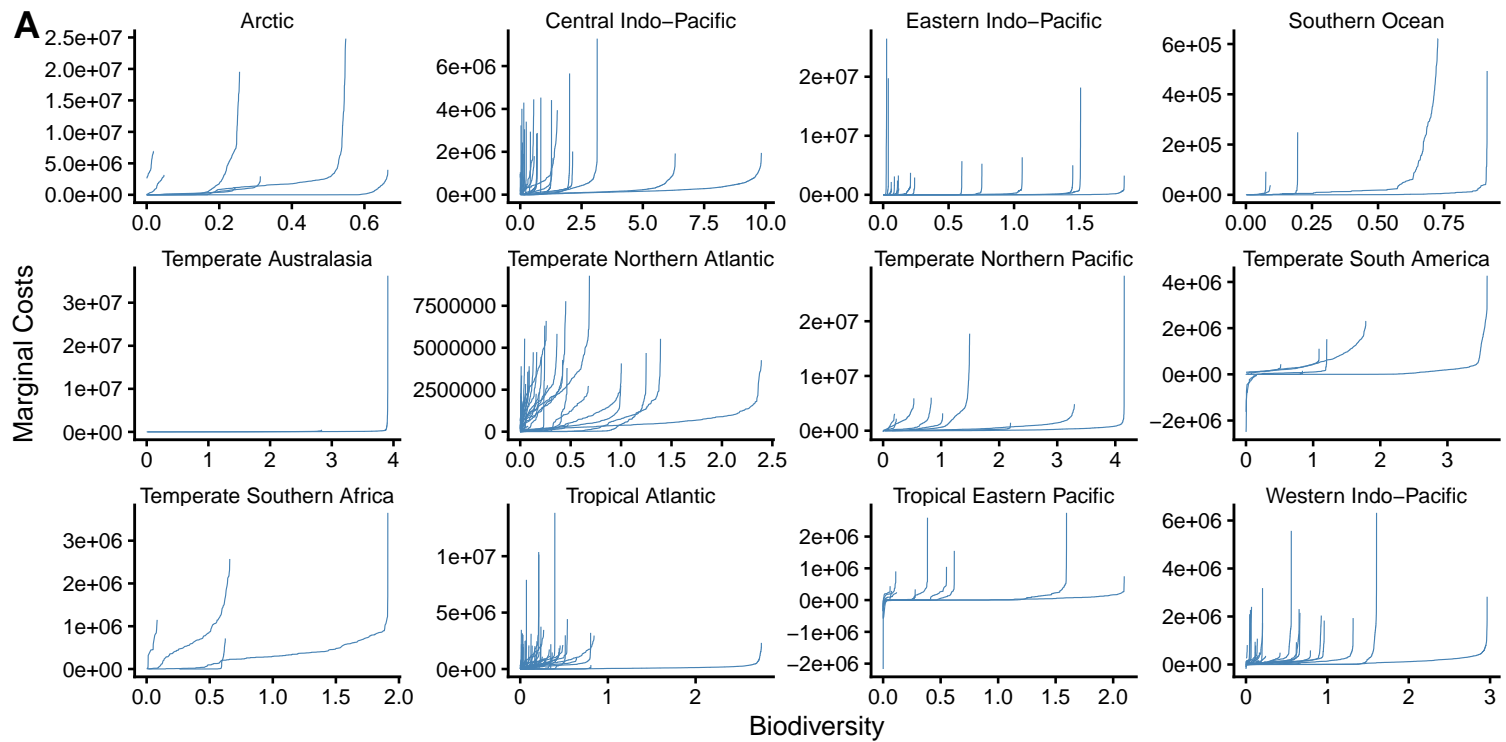 A
Marginal Costs
Arctic
2.5e+07
2.0e+07
1.5e+07
1.0e+07
5.0e+06
0.0e+00
0.0 0.2 0.4 0.6
Central Indo−Pacific
6e+06
4e+06
2e+06
0e+00
0.0 2.5 5.0 7.5 10.0
Eastern Indo−Pacific
2e+07
1e+07
0e+00
0.0 0.5 1.0 1.5
Southern Ocean
6e+05
4e+05
2e+05
0e+00
0.00 0.25 0.50 0.75
Temperate Australasia
3e+07
2e+07
1e+07
0e+00
0 1 2 3 4
Temperate Northern Atlantic
7500000
5000000
2500000
0
0.0 0.5 1.0 1.5 2.0 2.5
Temperate Northern Pacific
2e+07
1e+07
0e+00
0 1 2 3 4
Temperate South America
4e+06
2e+06
0e+00
−2e+06
0 1 2 3
Temperate Southern Africa
3e+06
2e+06
1e+06
0e+00
0.0 0.5 1.0 1.5 2.0
Tropical Atlantic
1e+07
5e+06
0e+00
0 1 2
Tropical Eastern Pacific
2e+06
1e+06
0e+00
−1e+06
−2e+06
0.0 0.5 1.0 1.5 2.0
Western Indo−Pacific
6e+06
4e+06
2e+06
0e+00
0 1 2 3
Biodiversity